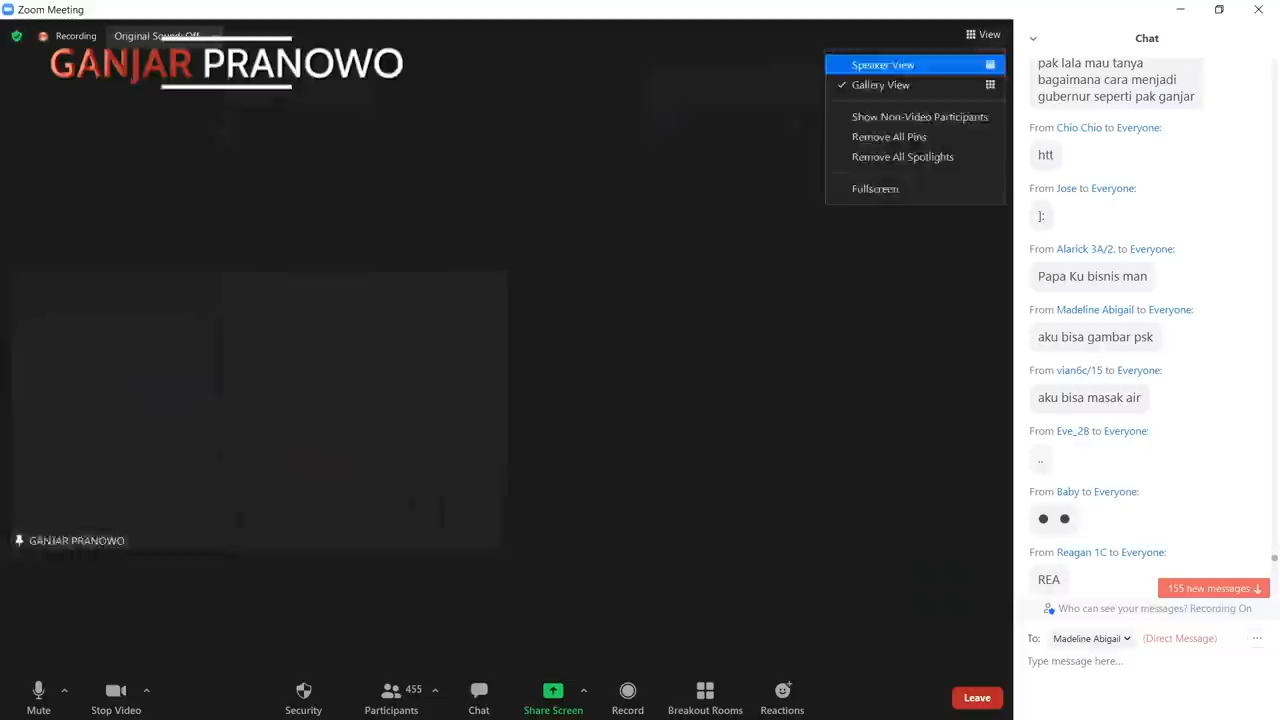 Zoom Meeting
Recording
Original Sound: Off
View
GANJAR PRANOWO
Speaker View
Gallery View
Show Non-Video Participants
Remove All Pins
Remove All Spotlights
Fullscreen
GANJAR PRANOWO
Mute
Stop Video
Security
455
Participants
Chat
Share Screen
Record
Breakout Rooms
Reactions
Leave
Chat
pak lala mau tanya
bagaimana cara menjadi
gubernur seperti pak ganjar
From Chio Chio to Everyone:
htt
From Jose to Everyone:
]:
From Alarick 3A/2. to Everyone:
Papa Ku bisnis man
From Madeline Abigail to Everyone:
aku bisa gambar psk
From vian6c/15 to Everyone:
aku bisa masak air
From Eve_2B to Everyone:
..
From Baby to Everyone:
● ●
From Reagan 1C to Everyone:
REA
155 new messages ↓
Who can see your messages? Recording On
To: Madeline Abigail (Direct Message) ...
Type message here...